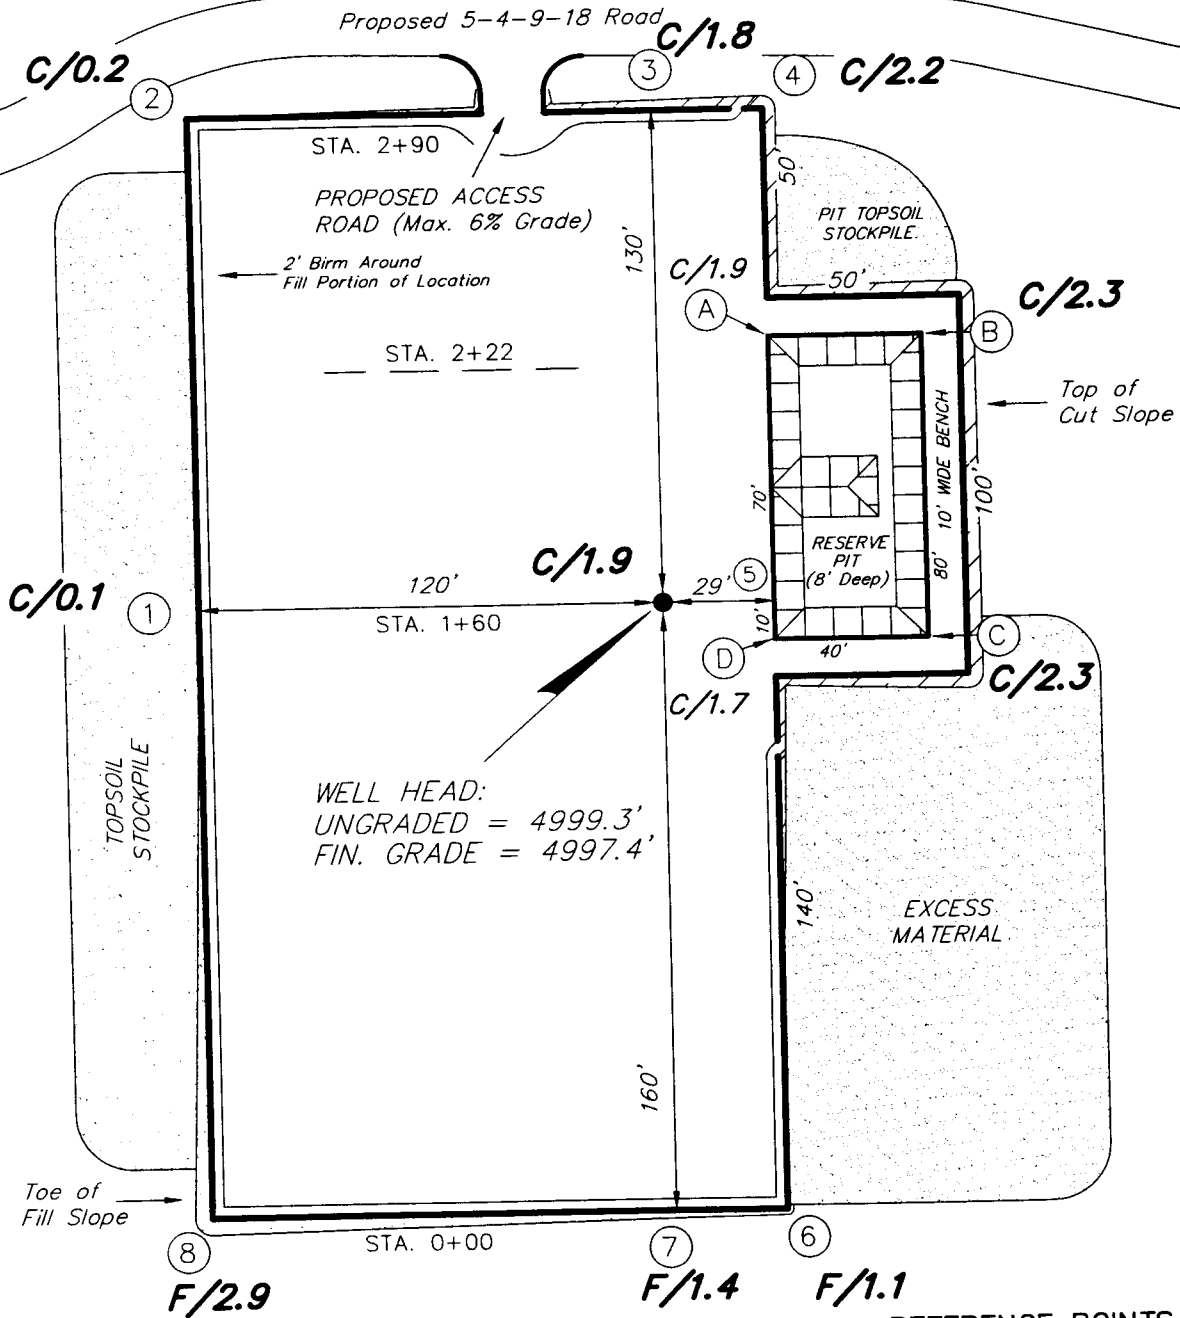 Proposed 5-4-9-18 Road
C/1.8
C/0.2
2
3
4
C/2.2
STA. 2+90
50'
PROPOSED ACCESS
ROAD (Max. 6% Grade)
PIT TOPSOIL
STOCKPILE
130'
2' Birm Around
Fill Portion of Location
C/1.9
50'
C/2.3
A
B
STA. 2+22
Top of
Cut Slope
10' WIDE BENCH
100'
70'
RESERVE
PIT
(8' Deep)
80'
C/1.9
C/0.1
1
120'
29'
5
STA. 1+60
10'
D
40'
C
C/2.3
C/1.7
TOPSOIL
STOCKPILE
WELL HEAD:
UNGRADED = 4999.3'
FIN. GRADE = 4997.4'
140'
EXCESS
MATERIAL
160'
Toe of
Fill Slope
STA. 0+00
8
7
6
F/2.9
F/1.4
F/1.1
REFERENCE POINTS